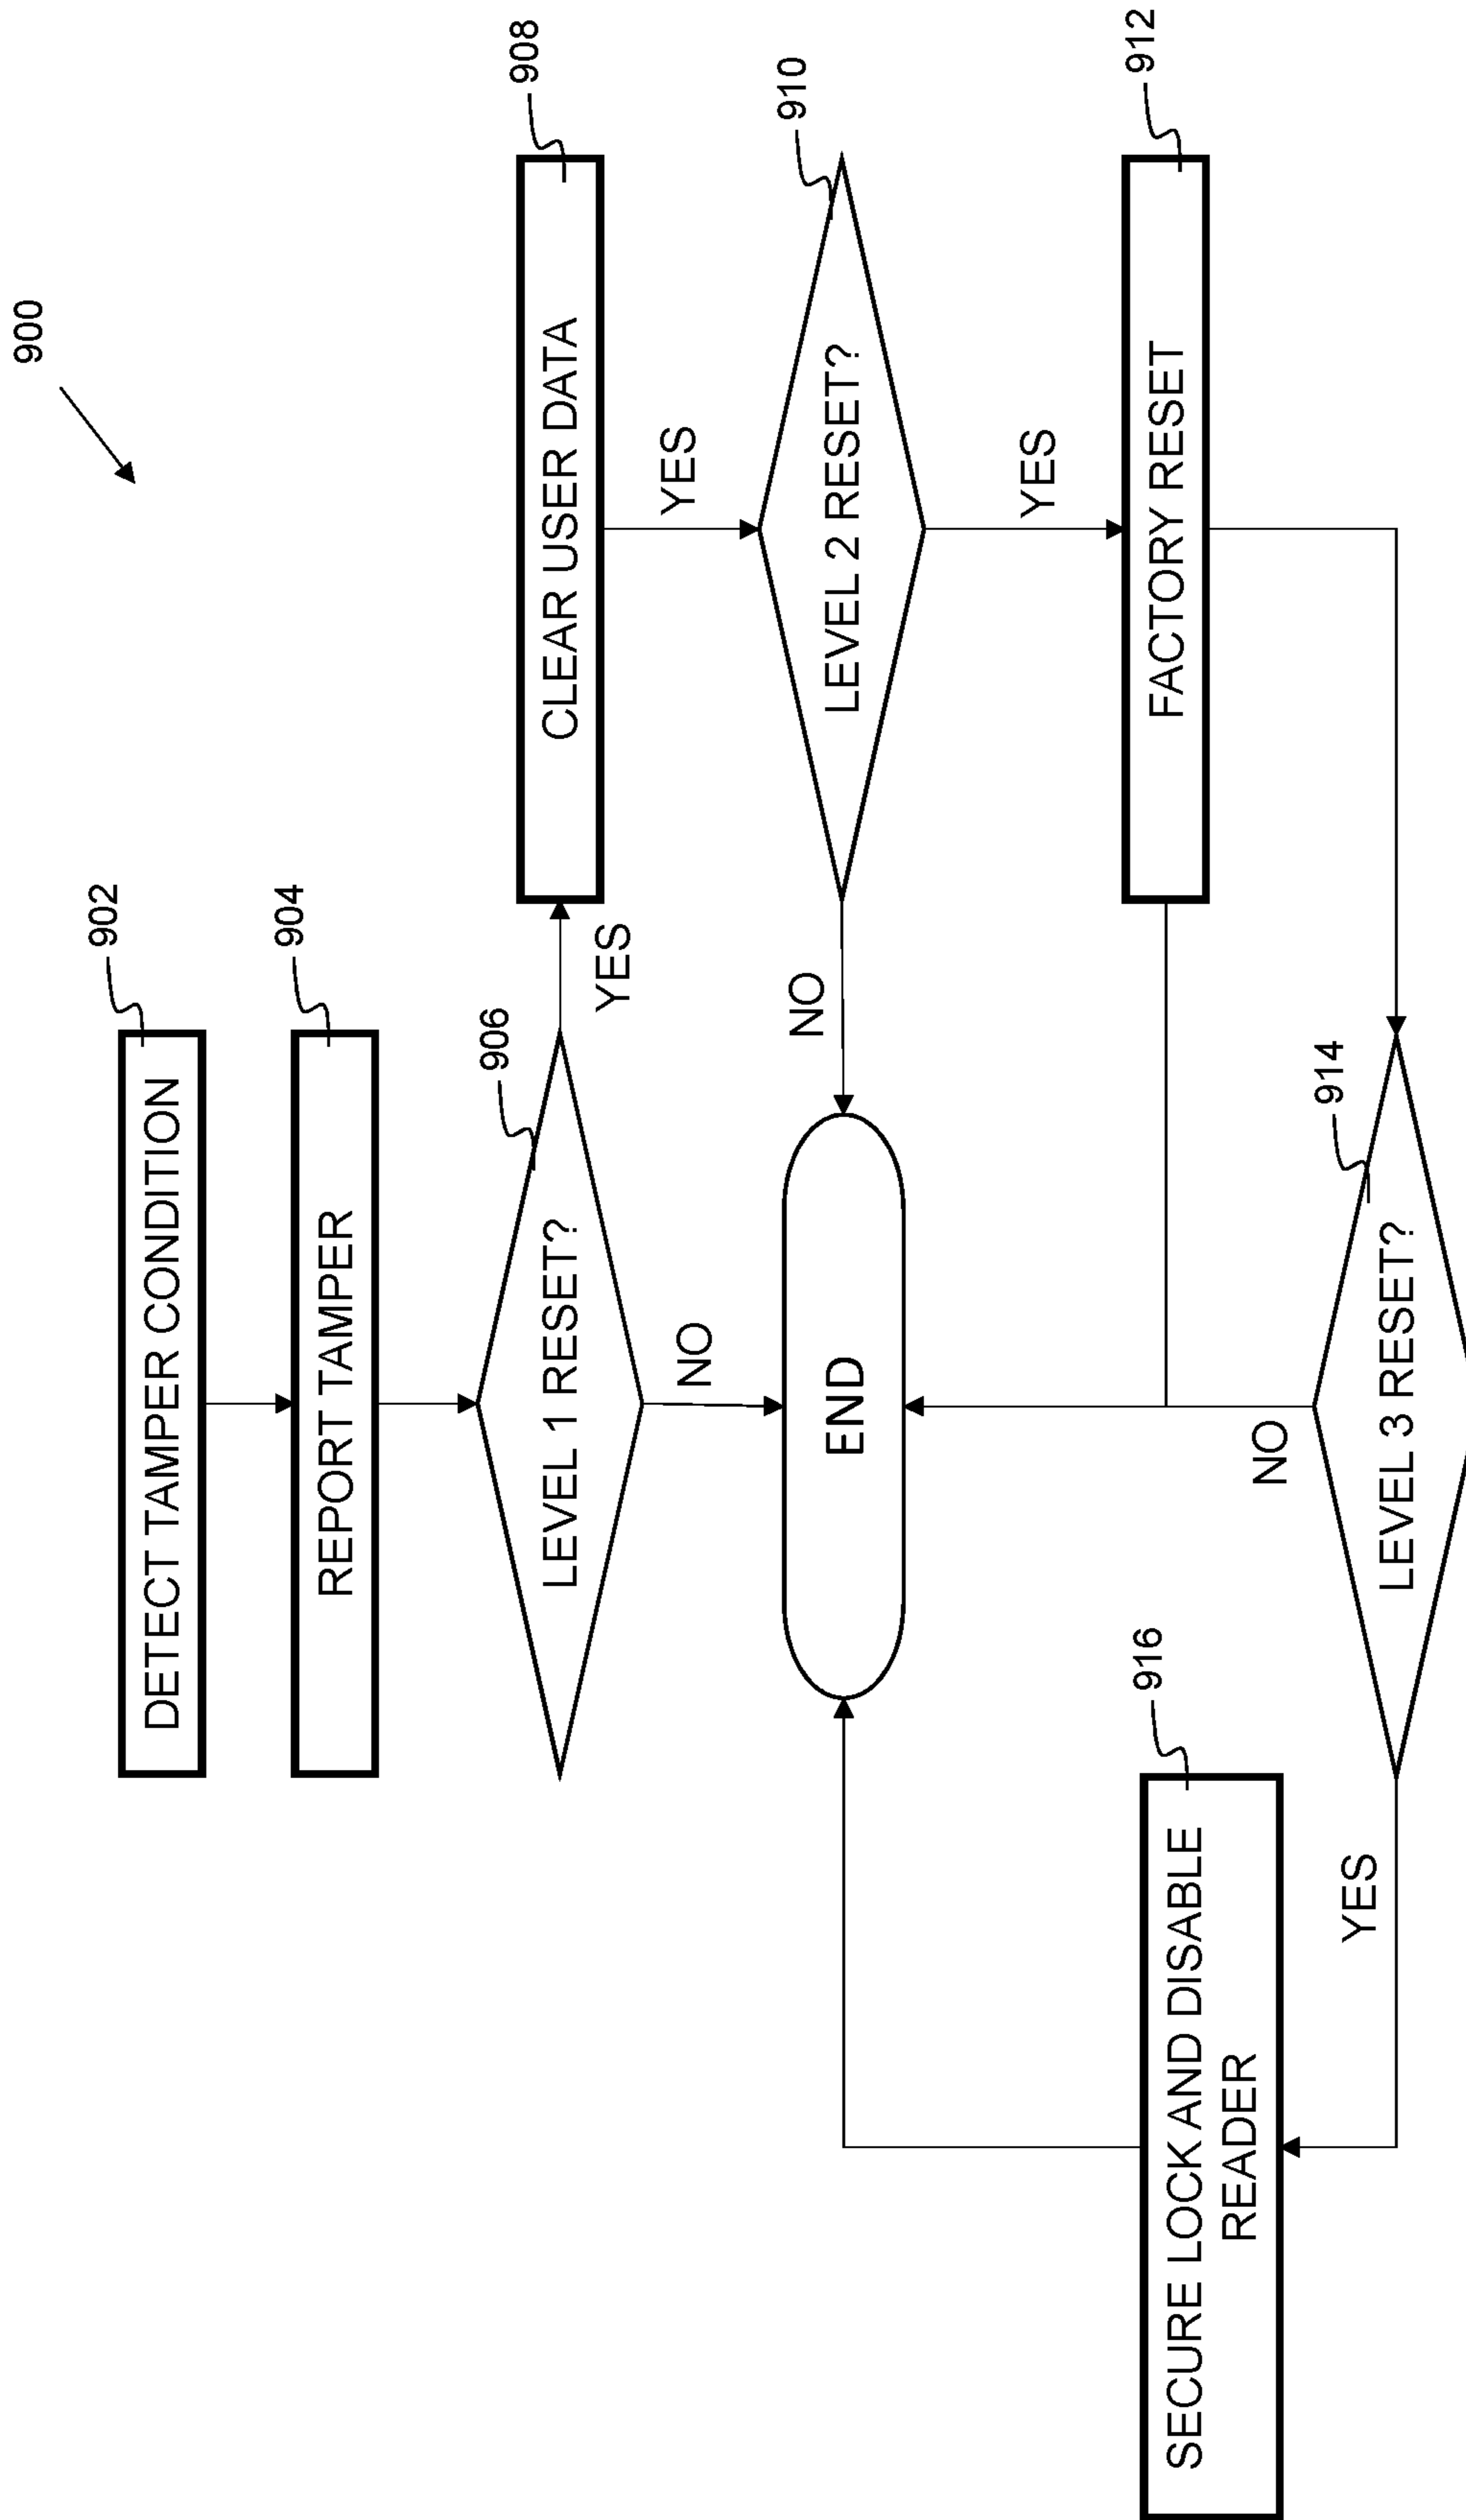 900
902
DETECT TAMPER CONDITION
904
REPORT TAMPER
906
LEVEL 1 RESET?
YES
NO
908
CLEAR USER DATA
YES
910
LEVEL 2 RESET?
NO
YES
END
912
FACTORY RESET
914
LEVEL 3 RESET?
NO
YES
916
SECURE LOCK AND DISABLE
READER